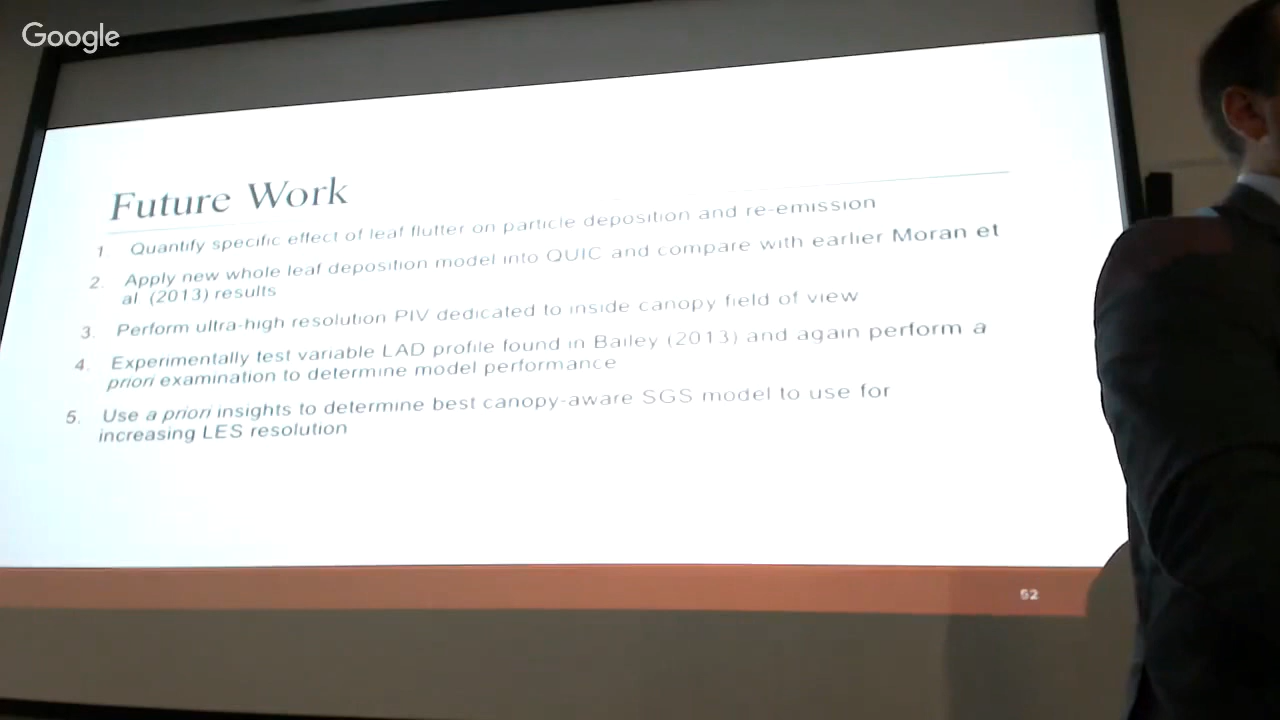 Google
Future Work
1. Quantify specific effect of leaf flutter on particle deposition and re-emission
2. Apply new whole leaf deposition model into QUIC and compare with earlier Moran et
al (2013) results
3. Perform ultra-high resolution PIV dedicated to inside canopy field of view
4. Experimentally test variable LAD profile found in Bailey (2013) and again perform a
priori examination to determine model performance
5. Use a priori insights to determine best canopy-aware SGS model to use for
increasing LES resolution
52